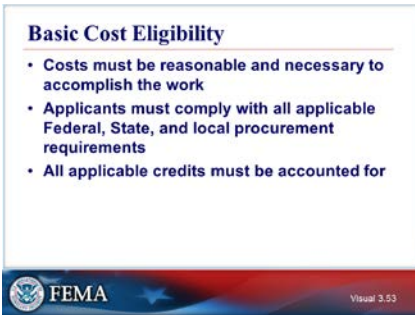 Basic Cost Eligibility
• Costs must be reasonable and necessary to
accomplish the work
• Applicants must comply with all applicable
Federal, State, and local procurement
requirements
• All applicable credits must be accounted for
FEMA
Visual 3.53